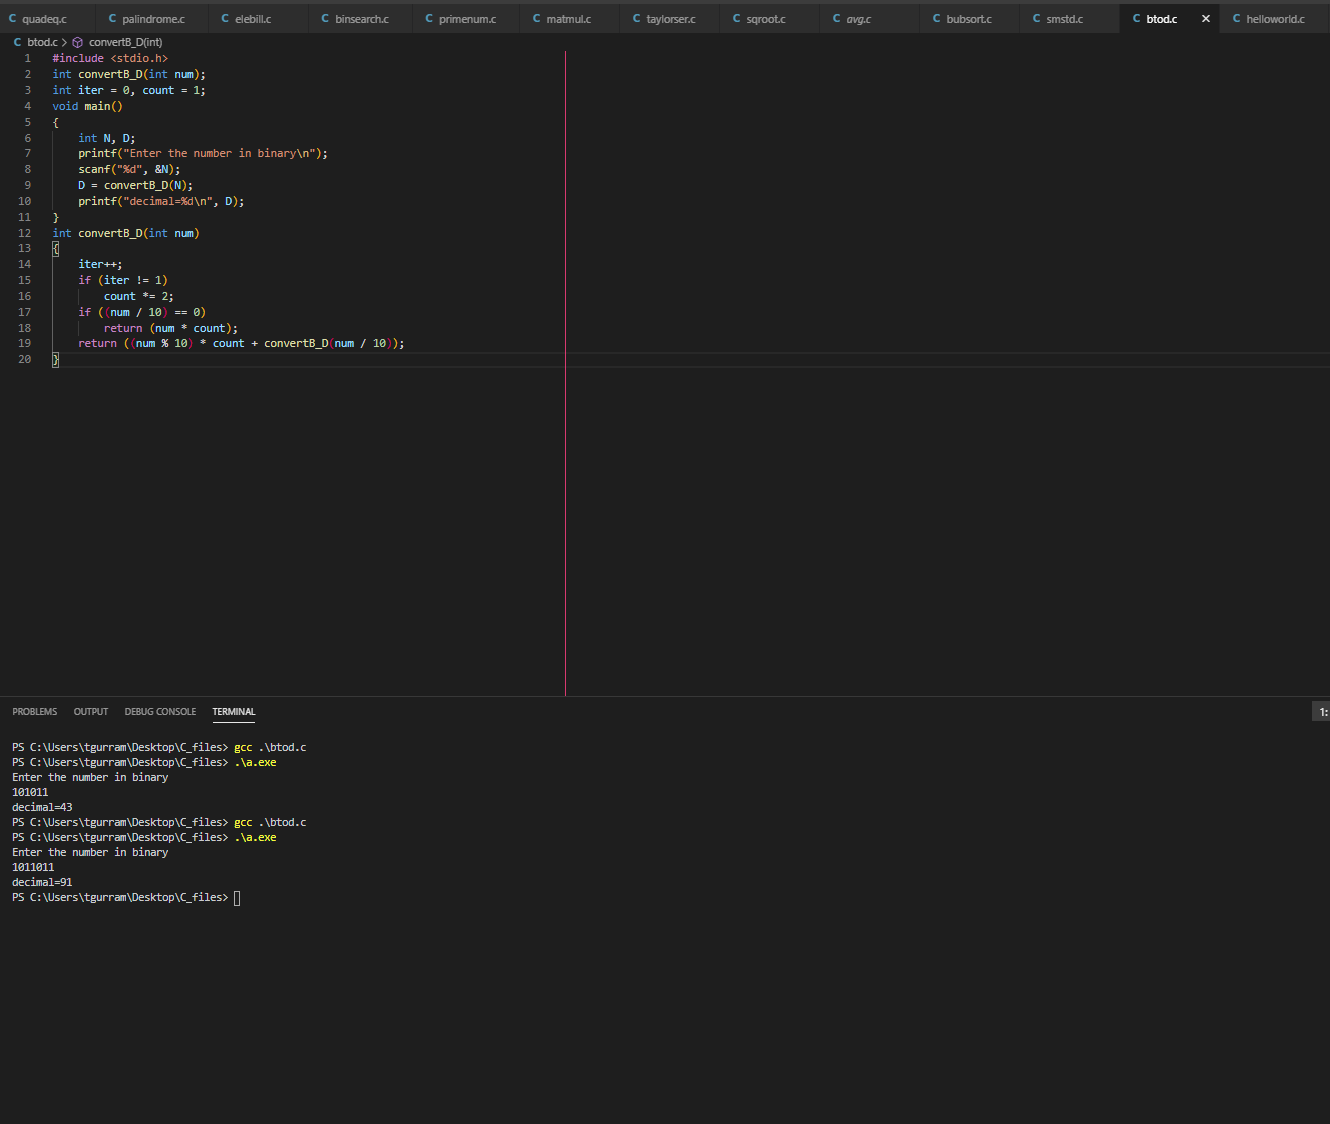 C quadeq.c C palindrome.c C elebill.c C binsearch.c C primenum.c C matmul.c C taylorser.c C sqroot.c C avg.c C bubsort.c C smstd.c C btod.c × C helloworld.c
C btod.c > convertB_D(int)
1 #include <stdio.h>
2 int convertB_D(int num);
3 int iter = 0, count = 1;
4 void main()
5 {
6     int N, D;
7     printf("Enter the number in binary\n");
8     scanf("%d", &N);
9     D = convertB_D(N);
10     printf("decimal=%d\n", D);
11 }
12 int convertB_D(int num)
13 {
14     iter++;
15     if (iter != 1)
16         count *= 2;
17     if ((num / 10) == 0)
18         return (num * count);
19     return ((num % 10) * count + convertB_D(num / 10));
20 }
PROBLEMS OUTPUT DEBUG CONSOLE TERMINAL 1:
PS C:\Users\tgurram\Desktop\C_files> gcc .\btod.c
PS C:\Users\tgurram\Desktop\C_files> .\a.exe
Enter the number in binary
101011
decimal=43
PS C:\Users\tgurram\Desktop\C_files> gcc .\btod.c
PS C:\Users\tgurram\Desktop\C_files> .\a.exe
Enter the number in binary
1011011
decimal=91
PS C:\Users\tgurram\Desktop\C_files>